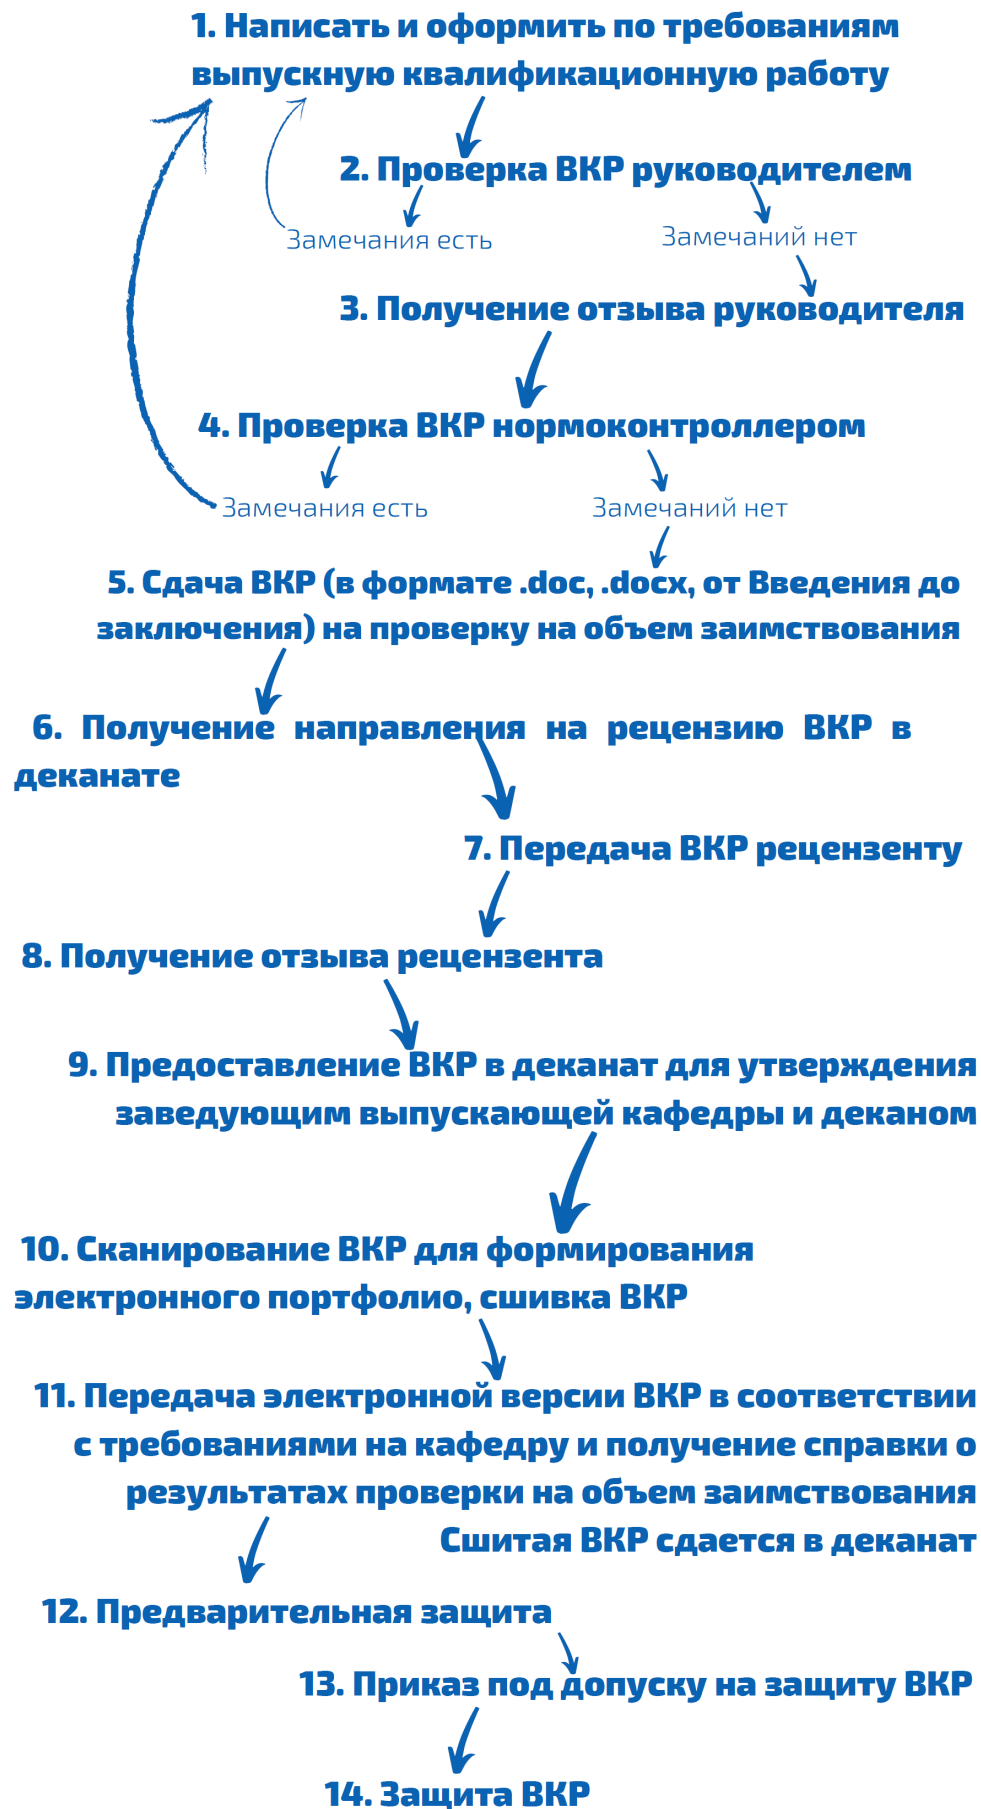 1. Написать и оформить по требованиям
выпускную квалификационную работу
2. Проверка ВКР руководителем
Замечания есть
Замечаний нет
3. Получение отзыва руководителя
4. Проверка ВКР нормоконтроллером
Замечания есть
Замечаний нет
5. Сдача ВКР (в формате .doc, .docx, от Введения до
заключения) на проверку на объем заимствования
6. Получение направления на рецензию ВКР в
деканате
7. Передача ВКР рецензенту
8. Получение отзыва рецензента
9. Предоставление ВКР в деканат для утверждения
заведующим выпускающей кафедры и деканом
10. Сканирование ВКР для формирования
электронного портфолио, сшивка ВКР
11. Передача электронной версии ВКР в соответствии
с требованиями на кафедру и получение справки о
результатах проверки на объем заимствования
Сшитая ВКР сдается в деканат
12. Предварительная защита
13. Приказ под допуску на защиту ВКР
14. Защита ВКР